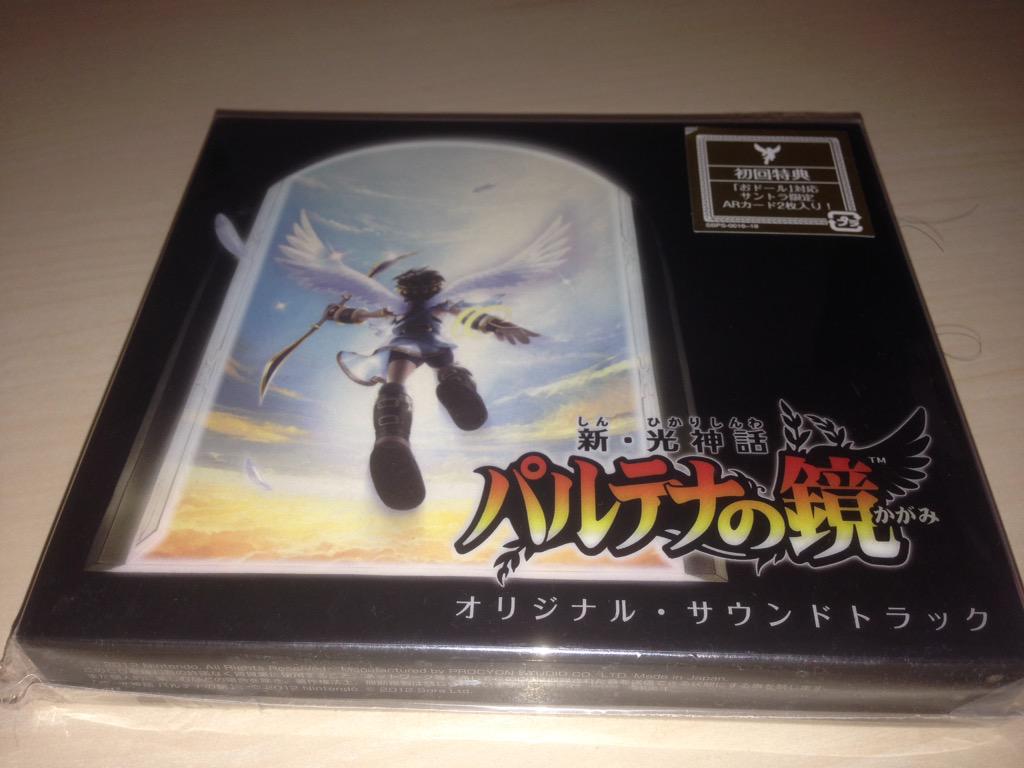 初回特典
「おドール」対応
サントラ限定
ARカード2枚入り!
SBPS-0016~18
しん ひかりしんわ
新・光神話
パルテナの鏡 TM
かがみ
オリジナル・サウンドトラック
Nintendo. All Rights Reserved. Manufactured by PROCYON STUDIO CO., LTD. Made in Japan.
©2012 Nintendo ©2012 Sora Ltd.